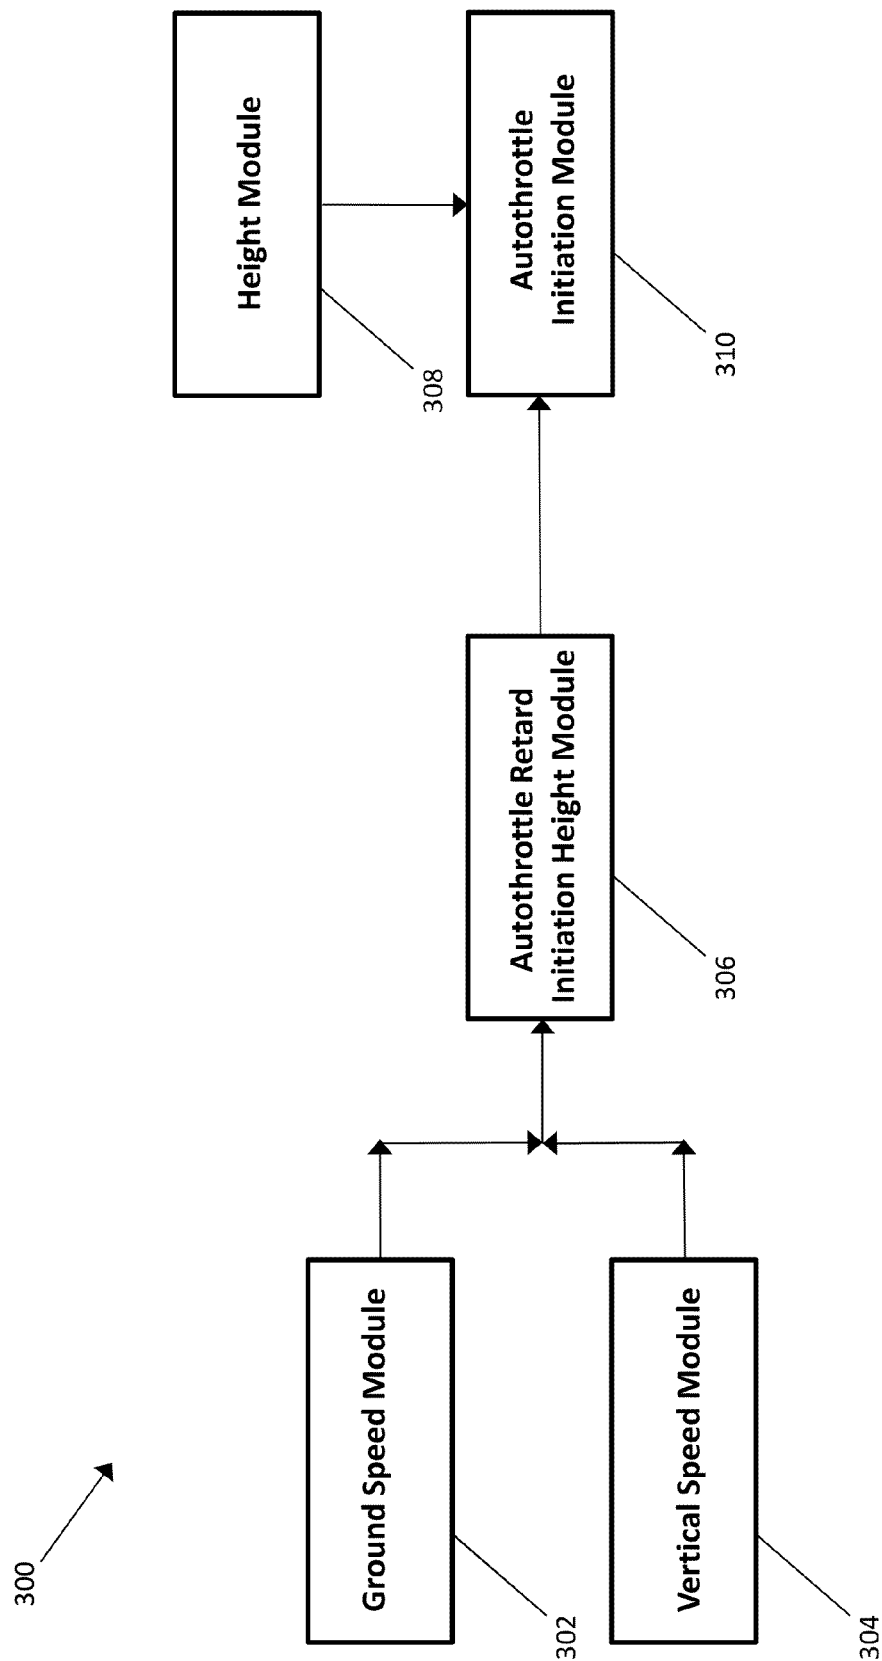 300
Ground Speed Module
302
Vertical Speed Module
304
Autothrottle Retard
Initiation Height Module
306
Height Module
308
Autothrottle
Initiation Module
310